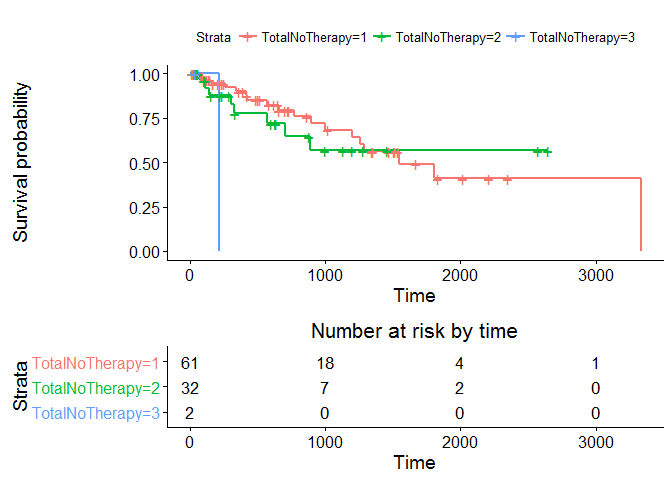 Strata TotalNoTherapy=1 TotalNoTherapy=2 TotalNoTherapy=3
Survival probability
1.00
0.75
0.50
0.25
0.00
0 1000 2000 3000
Time
Number at risk by time
Strata
TotalNoTherapy=1 61 18 4 1
TotalNoTherapy=2 32 7 2 0
TotalNoTherapy=3 2 0 0 0
0 1000 2000 3000
Time